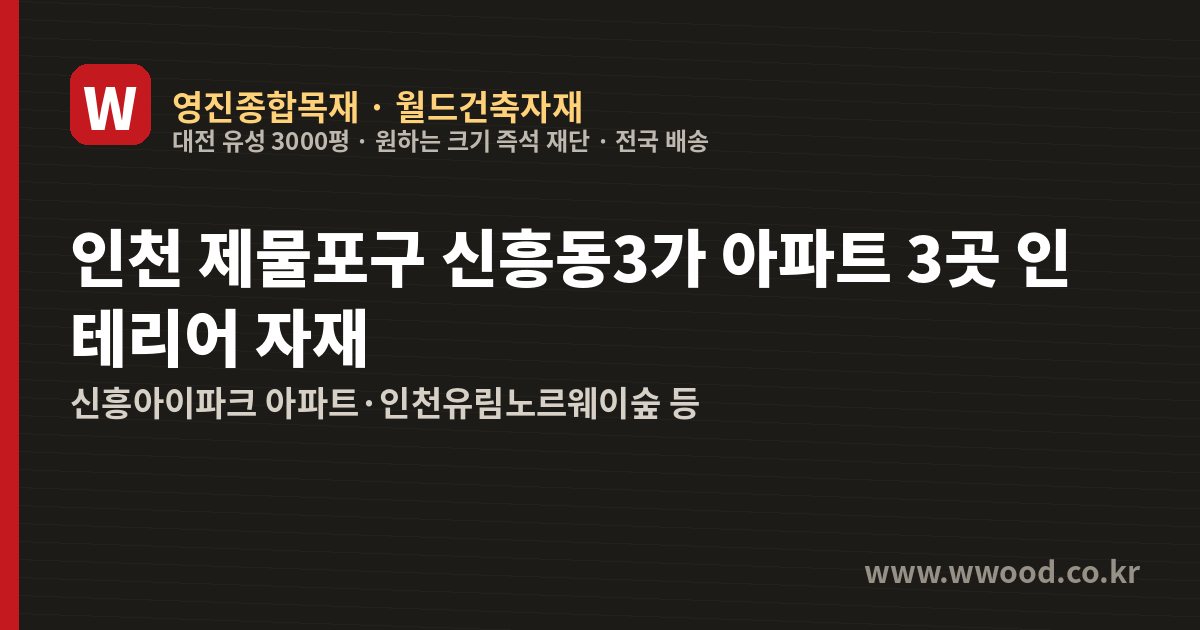 W
영진종합목재 · 월드건축자재
대전 유성 3000평 · 원하는 크기 즉석 재단 · 전국 배송
인천 제물포구 신흥동3가 아파트 3곳 인
테리어 자재
신흥아이파크 아파트·인천유림노르웨이숲 등
www.wwood.co.kr